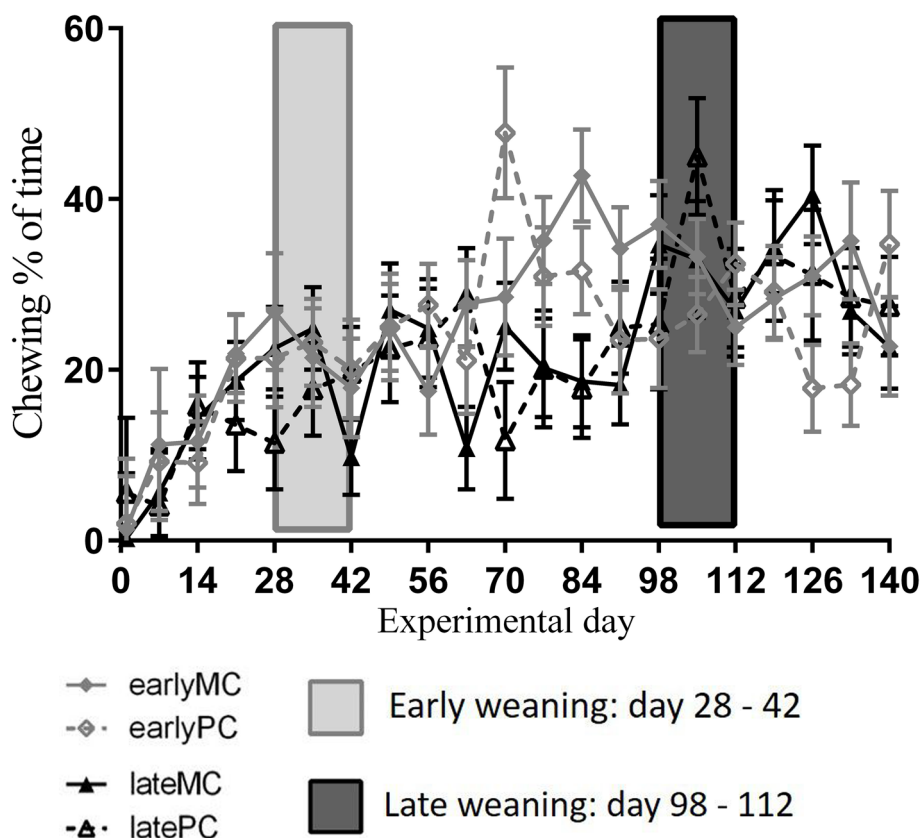 60
40
20
0
Chewing % of time
0 14 28 42 56 70 84 98 112 126 140
Experimental day
earlyMC
earlyPC
lateMC
latePC
Early weaning: day 28 - 42
Late weaning: day 98 - 112